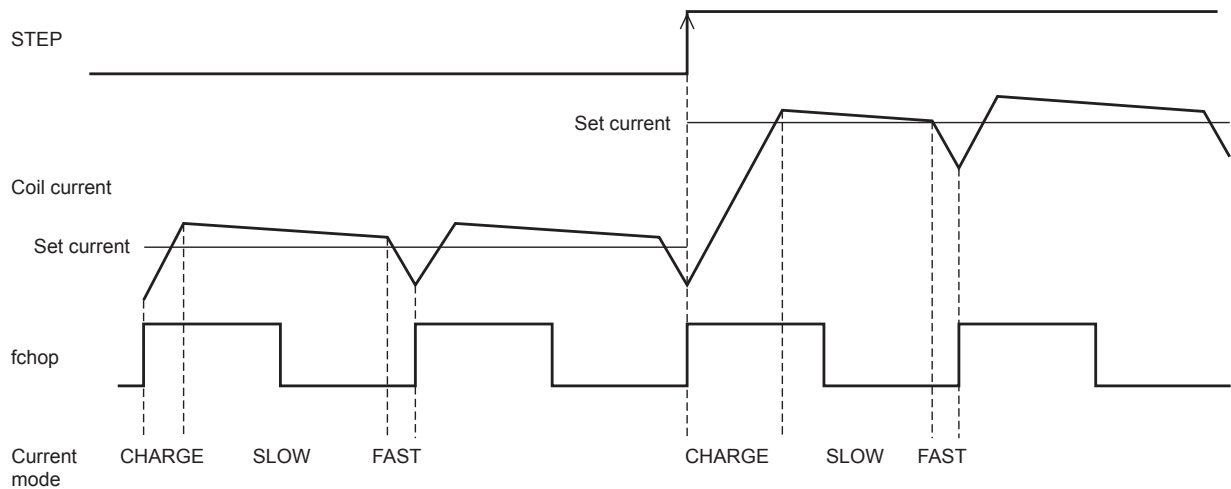 STEP
Set current
Coil current
Set current
fchop
Current mode
CHARGE SLOW FAST CHARGE SLOW FAST